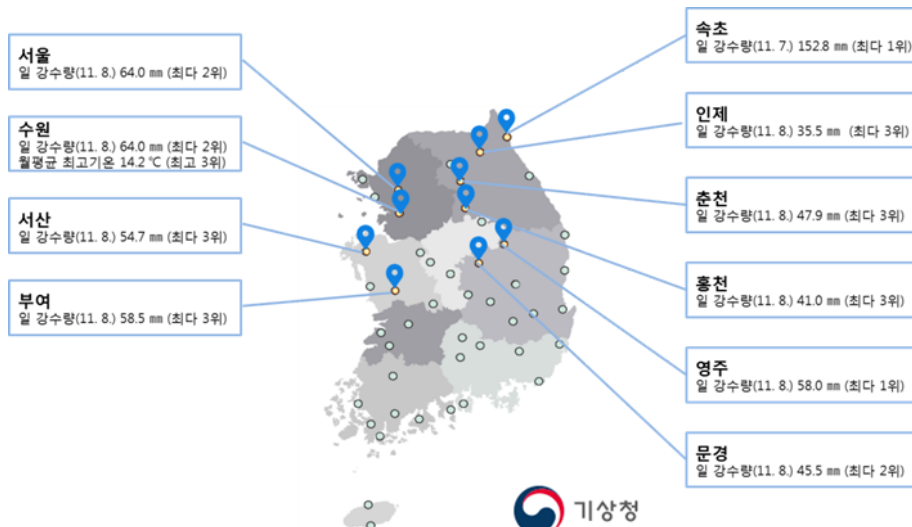 서울
일 강수량(11. 8.) 64.0 ㎜ (최다 2위)
수원
일 강수량(11. 8.) 64.0 ㎜ (최다 2위)
월평균 최고기온 14.2 ℃ (최고 3위)
서산
일 강수량(11. 8.) 54.7 ㎜ (최다 3위)
부여
일 강수량(11. 8.) 58.5 ㎜ (최다 3위)
속초
일 강수량(11. 7.) 152.8 ㎜ (최다 1위)
인제
일 강수량(11. 8.) 35.5 ㎜ (최다 3위)
춘천
일 강수량(11. 8.) 47.9 ㎜ (최다 3위)
홍천
일 강수량(11. 8.) 41.0 ㎜ (최다 3위)
영주
일 강수량(11. 8.) 58.0 ㎜ (최다 1위)
문경
일 강수량(11. 8.) 45.5 ㎜ (최다 2위)
기상청